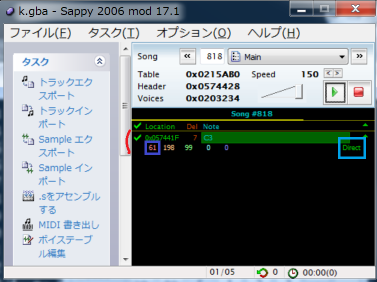 k.gba - Sappy 2006 mod 17.1
ファイル(F) タスク(T) オプション(O) ヘルプ(H)
タスク
トラックエクスポート
トラックインポート
Sample エクスポート
Sample インポート
.sをアセンブルする
MIDI 書き出し
ボイステーブル編集
Song 818 Main
Table 0x0215AB0 Speed 150
Header 0x0574428
Voices 0x0203234
Song #818
Location Del Note
0x057441F 7 C3
61 198 99 0 0 Direct
01/05 0 00:00(0)